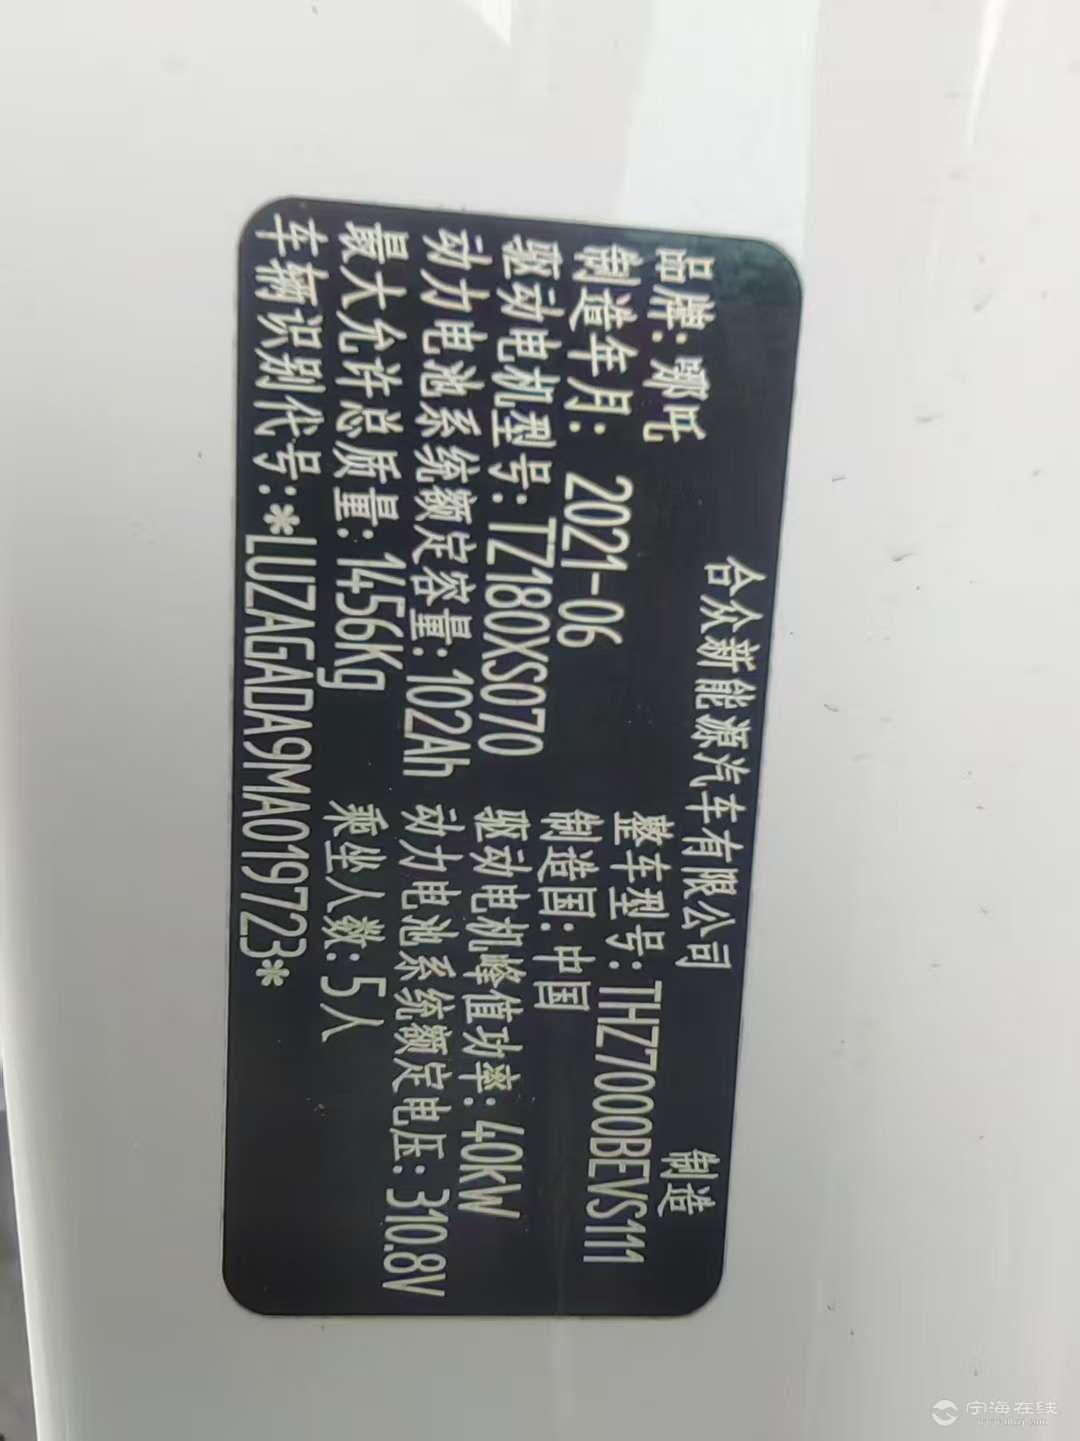 合众新能源汽车有限公司 制造
品牌：哪吒 整车型号：THZ7000BEVS111
制造年月：2021-06 制造国：中国
驱动电机型号：TZ180XS070 驱动电机峰值功率：40kW
动力电池系统额定容量：102Ah 动力电池系统额定电压：310.8V
最大允许总质量：1456kg 乘坐人数：5人
车辆识别代号：*LUZAGADA9MA019723*
宁海在线
www.nhzj.com